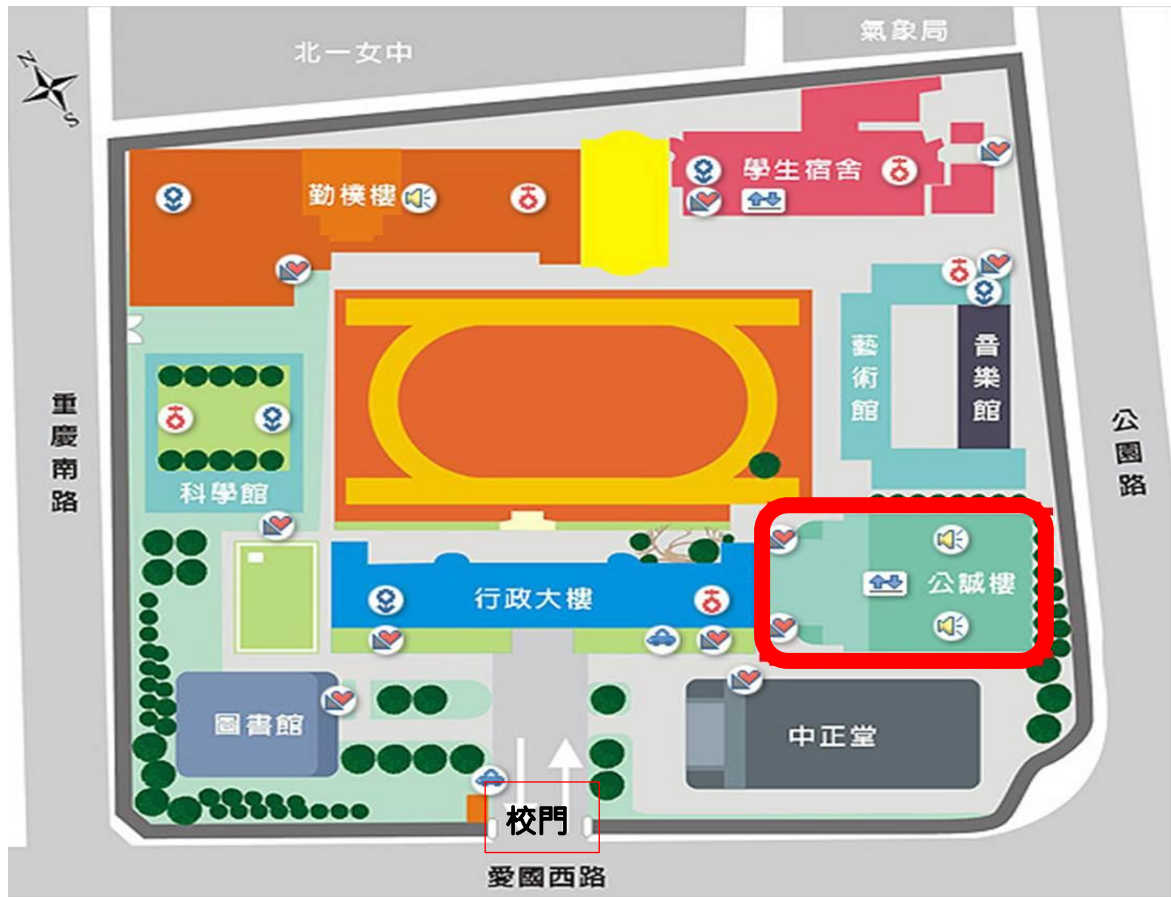 北一女中
氣象局
N
S
勤樸樓
學生宿舍
藝術館
音樂館
重慶南路
公園路
科學館
行政大樓
公誠樓
圖書館
中正堂
校門
愛國西路